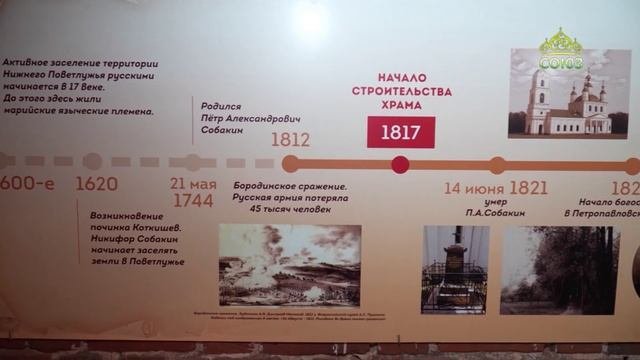 СОЮЗ
Активное заселение территории
Нижнего Поветлужья русскими
начинается в 17 веке.
До этого здесь жили
марийские языческие племена.
Родился
Пётр Александрович
Собакин
НАЧАЛО
СТРОИТЕЛЬСТВА
ХРАМА
1817
1812
600-е
1620
21 мая
1744
Бородинское сражение.
Русская армия потеряла
45 тысяч человек
14 июня 1821
умер
П.А.Собакин
182
Начало богос
в Петропавловс
Возникновение
починка Коткишев.
Никифор Собакин
начинает заселять
земли в Поветлужье